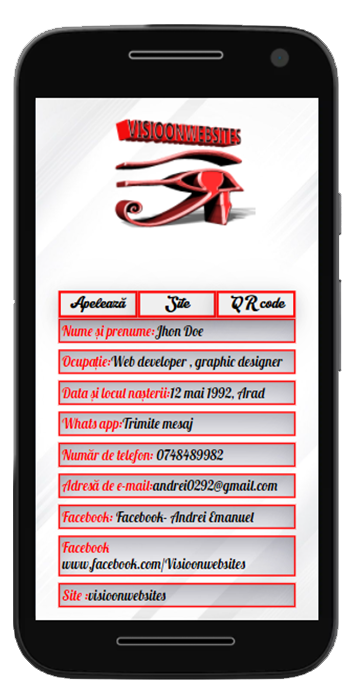 VISIOONWEBSITES
Apelează Site QR code
Nume și prenume:Jhon Doe
Ocupație:Web developer , graphic designer
Data și locul nașterii:12 mai 1992, Arad
Whats app:Trimite mesaj
Număr de telefon: 0748489982
Adresă de e-mail:andrei0292@gmail.com
Facebook: Facebook- Andrei Emanuel
Facebook
www.facebook.com/Visioonwebsites
Site :visioonwebsites